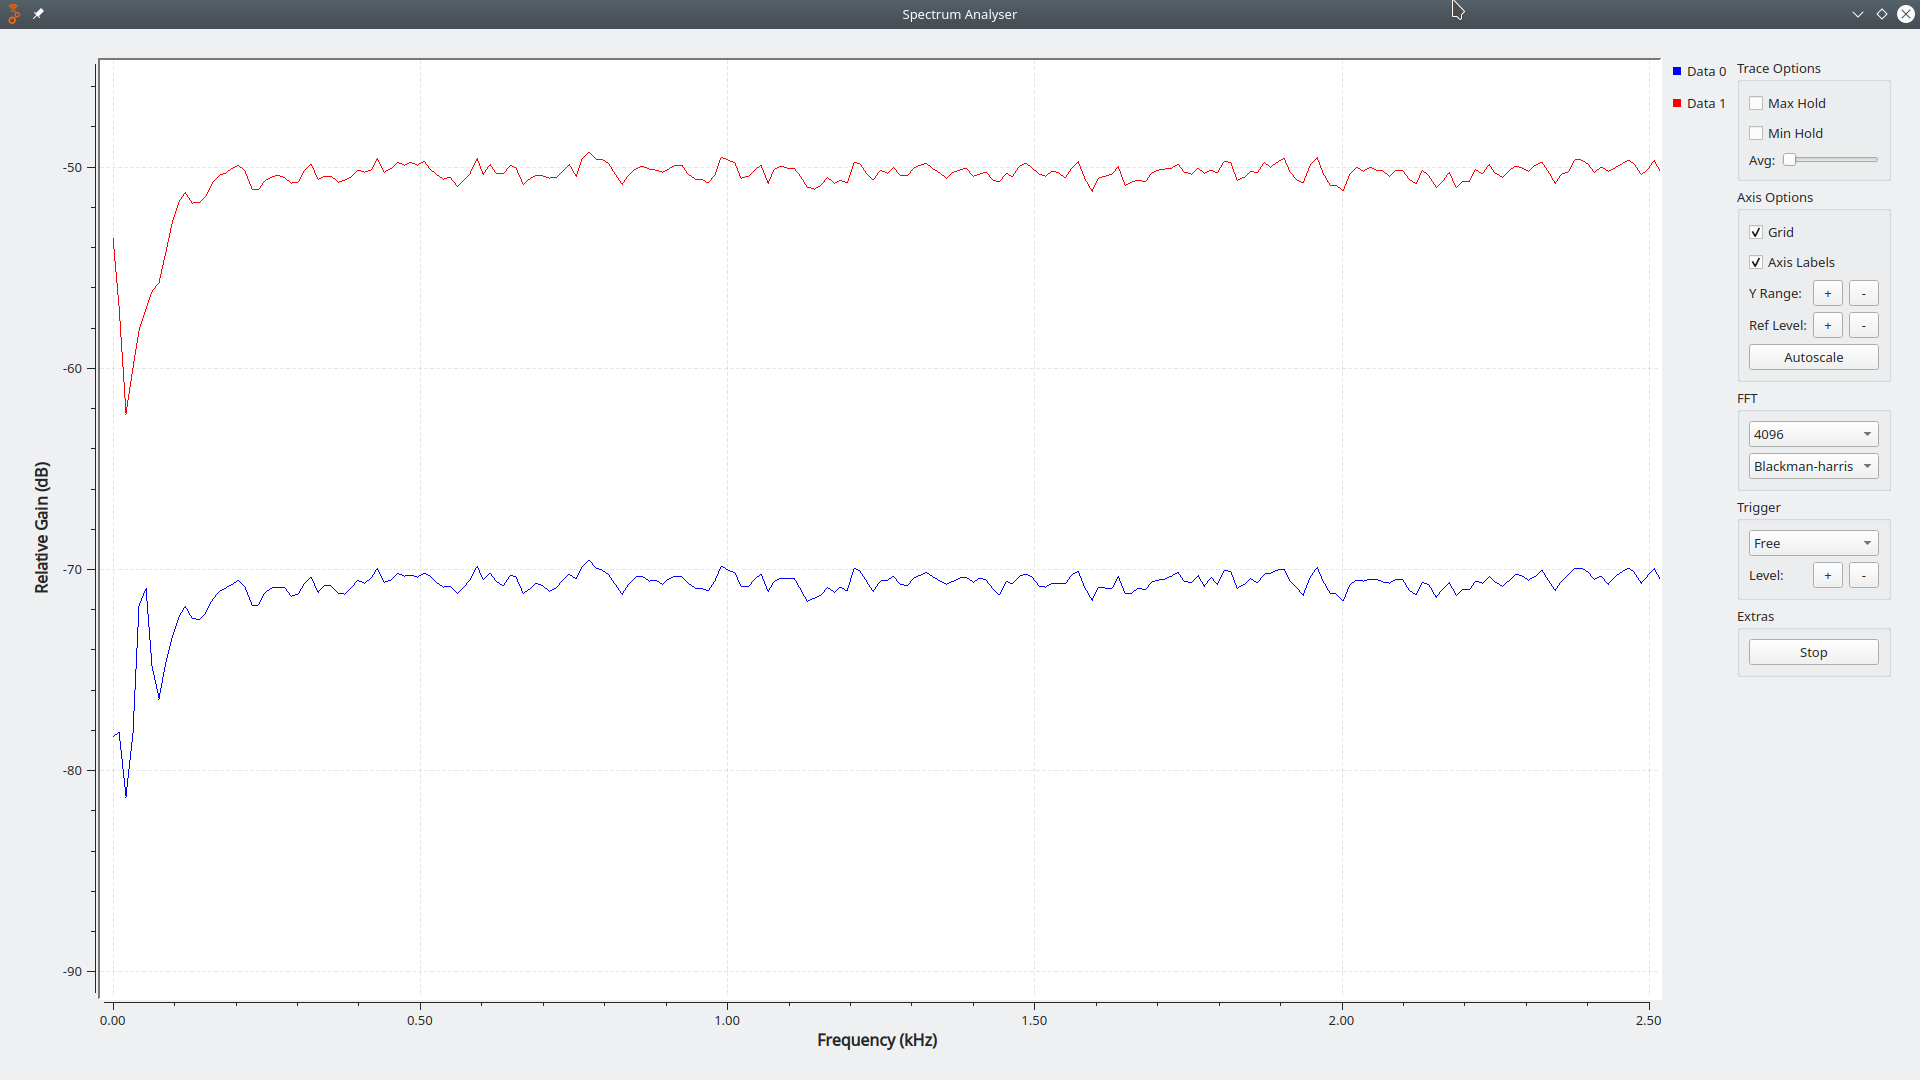 Spectrum Analyser
Relative Gain (dB)
-50
-60
-70
-80
-90
0.00
0.50
1.00
1.50
2.00
2.50
Frequency (kHz)
Data 0
Data 1
Trace Options
Max Hold
Min Hold
Avg:
Axis Options
Grid
Axis Labels
Y Range: + -
Ref Level: + -
Autoscale
FFT
4096
Blackman-harris
Trigger
Free
Level: + -
Extras
Stop